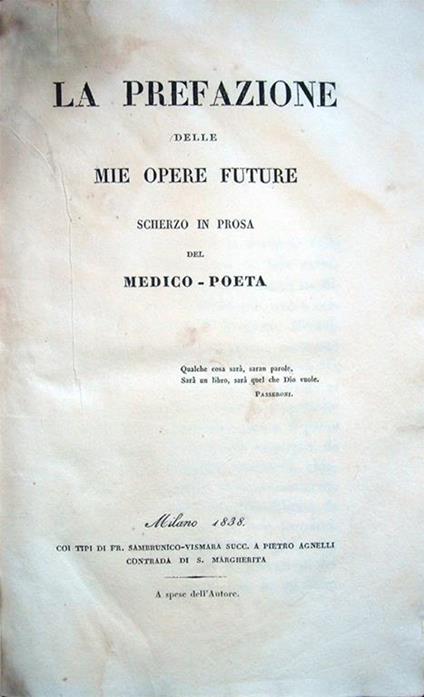 LA PREFAZIONE
DELLE
MIE OPERE FUTURE
SCHERZO IN PROSA
DEL
MEDICO - POETA
Qualche cosa sarà, saran parole,
Sarà un libro, sarà quel che Dio vuole.
PASSERONI.
Milano 1838.
COI TIPI DI FR. SAMBRUNICO-VISMARA SUCC. A PIETRO AGNELLI
CONTRADA DI S. MARGHERITA
A spese dell'Autore.